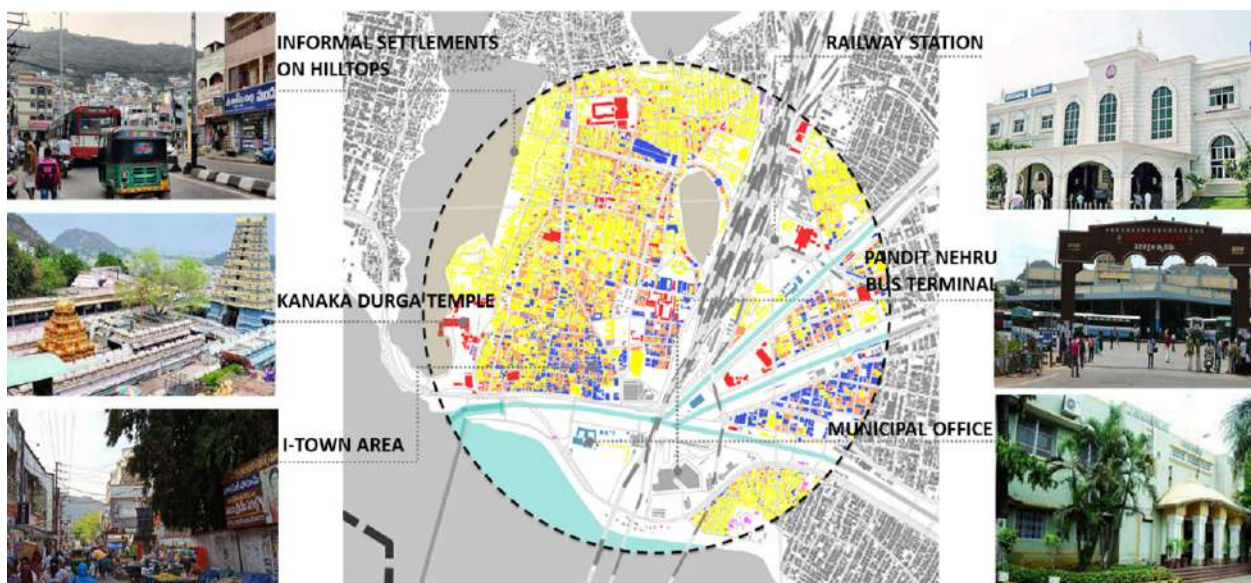 INFORMAL SETTLEMENTS
ON HILLTOPS
RAILWAY STATION
KANAKA DURGA TEMPLE
PANDIT NEHRU
BUS TERMINAL
I-TOWN AREA
MUNICIPAL OFFICE